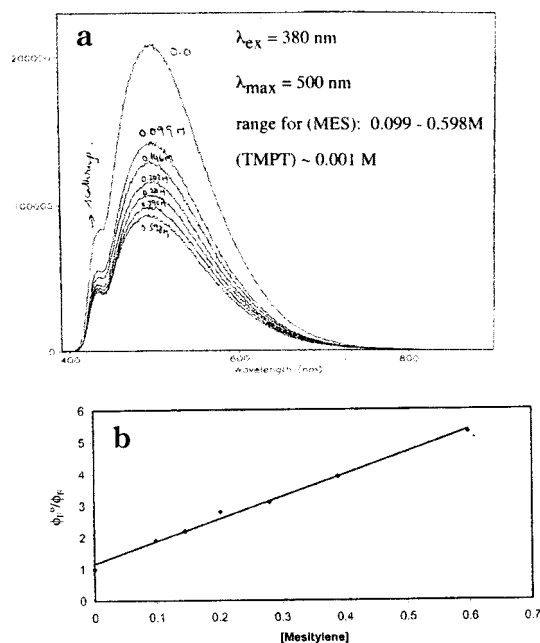 a
λex = 380 nm
λmax = 500 nm
range for (MES): 0.099 - 0.598M
(TMPT) ~ 0.001 M
200000
100000
0
0.0
0.099 M
0.598M
400
600
800
wavelength (nm)
b
6
5
4
3
2
1
0
ϕF°/ϕF
0
0.1
0.2
0.3
0.4
0.5
0.6
0.7
[Mesitylene]